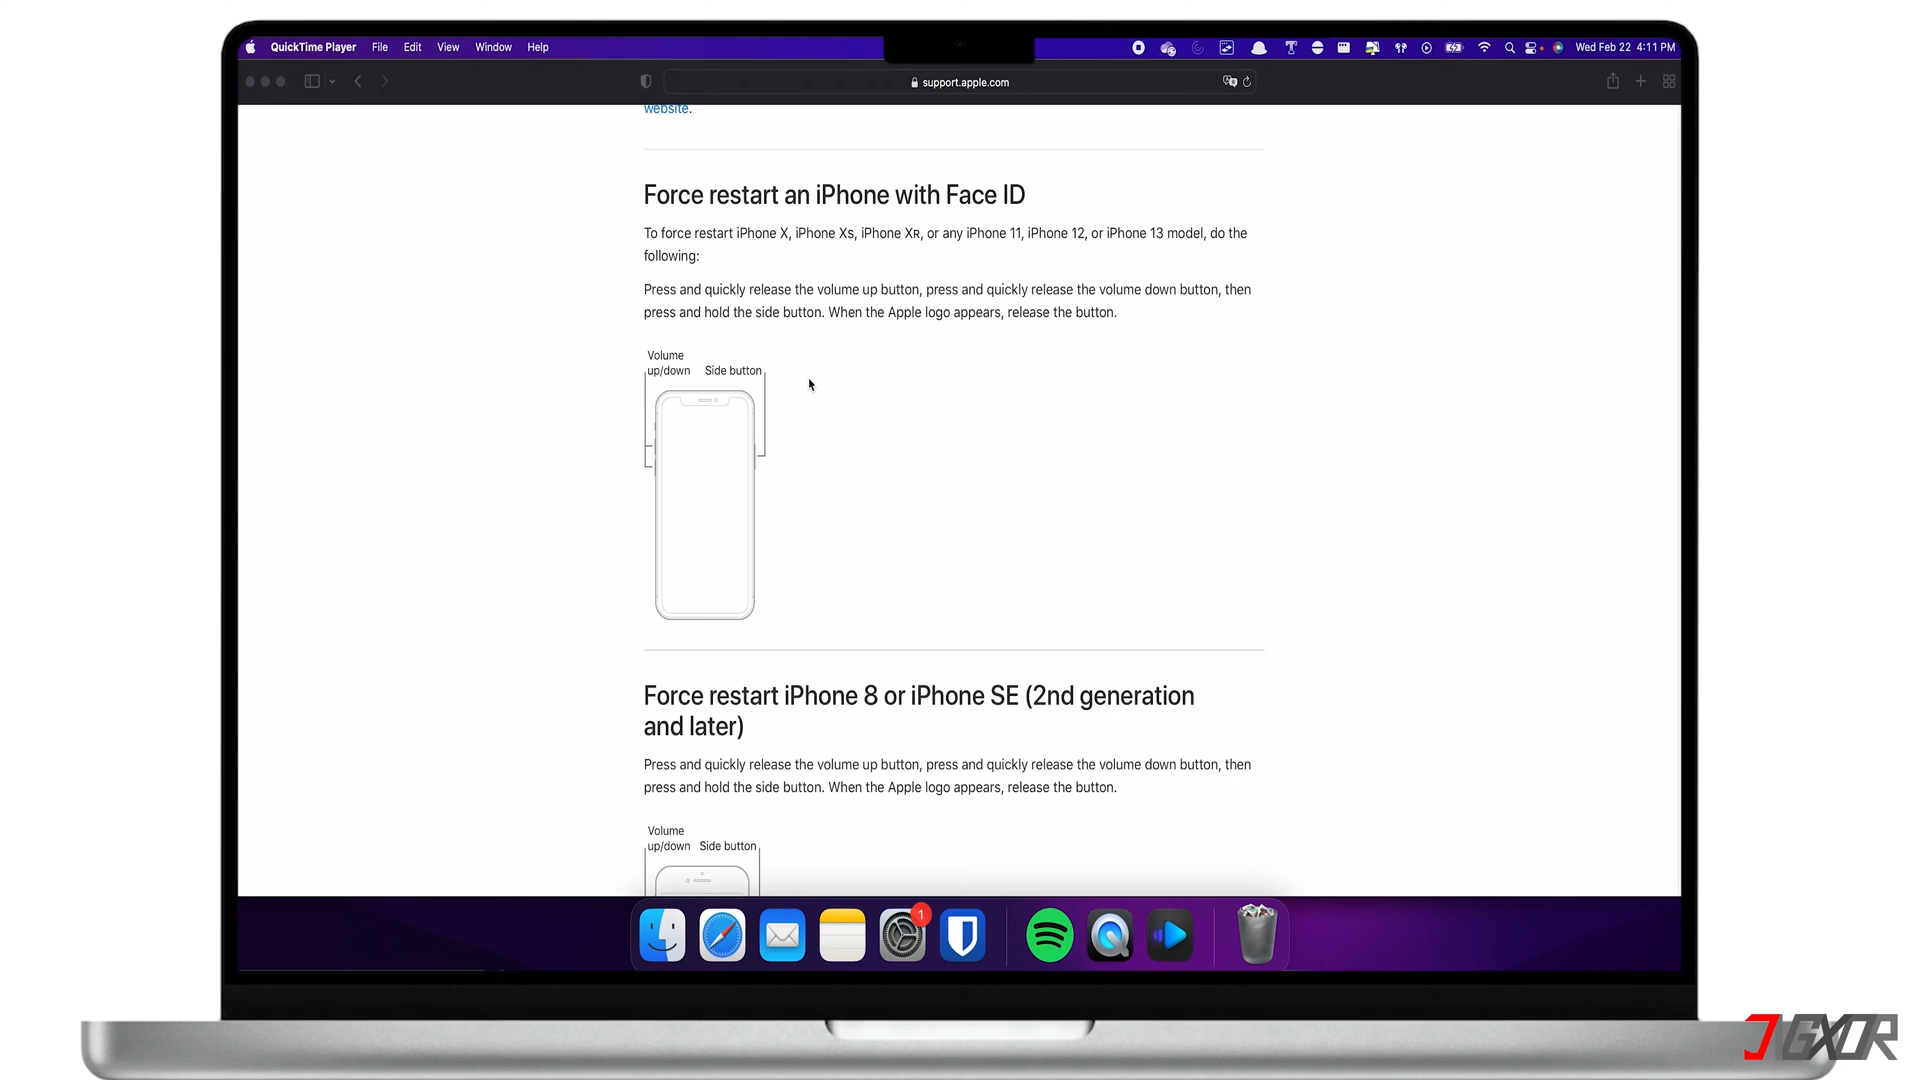 QuickTime Player File Edit View Window Help
Wed Feb 22 4:11 PM
support.apple.com
website.
Force restart an iPhone with Face ID
To force restart iPhone X, iPhone Xs, iPhone XR, or any iPhone 11, iPhone 12, or iPhone 13 model, do the
following:
Press and quickly release the volume up button, press and quickly release the volume down button, then
press and hold the side button. When the Apple logo appears, release the button.
Volume
up/down Side button
Force restart iPhone 8 or iPhone SE (2nd generation
and later)
Press and quickly release the volume up button, press and quickly release the volume down button, then
press and hold the side button. When the Apple logo appears, release the button.
Volume
up/down Side button
1
JGXOR